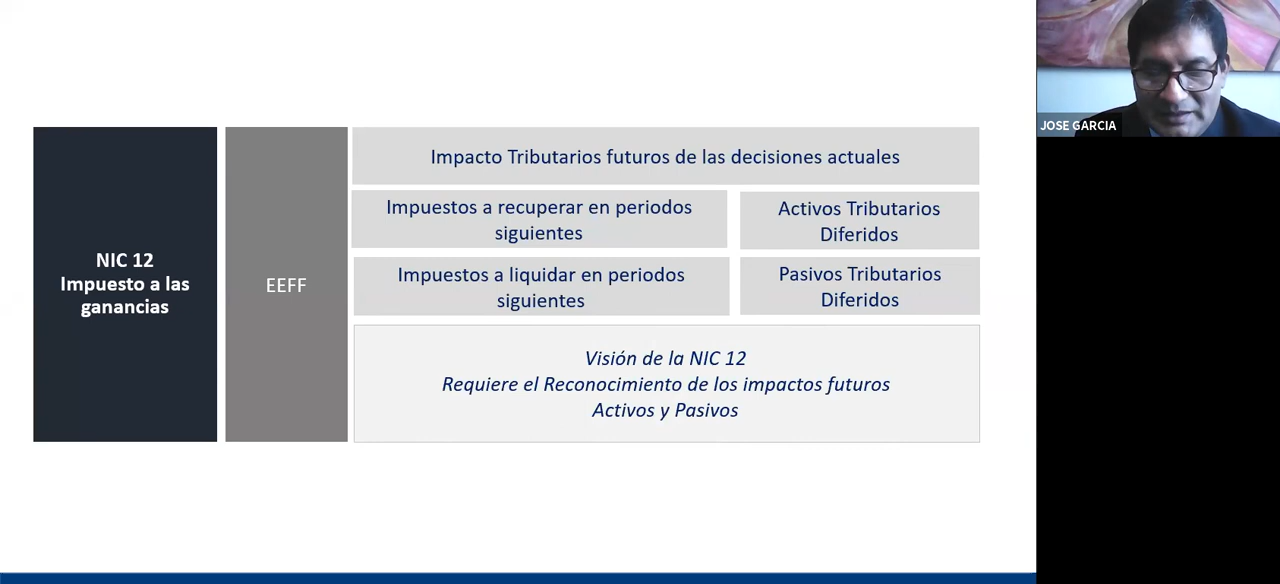 NIC 12
Impuesto a las
ganancias
EEFF
Impacto Tributarios futuros de las decisiones actuales
Impuestos a recuperar en periodos
siguientes
Activos Tributarios
Diferidos
Impuestos a liquidar en periodos
siguientes
Pasivos Tributarios
Diferidos
Visión de la NIC 12
Requiere el Reconocimiento de los impactos futuros
Activos y Pasivos
JOSE GARCIA